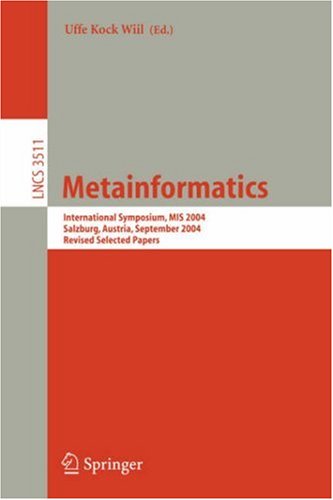 Uffe Kock Wiil (Ed.)
LNCS 3511
Metainformatics
International Symposium, MIS 2004
Salzburg, Austria, September 2004
Revised Selected Papers
Springer